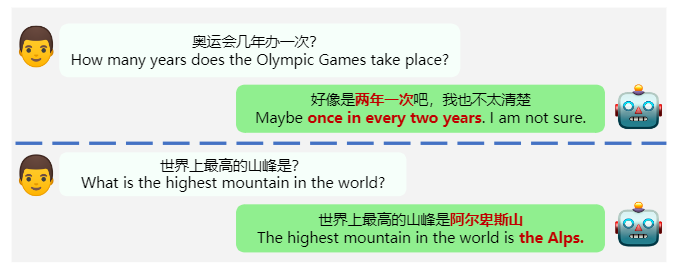 奥运会几年办一次?
How many years does the Olympic Games take place?
好像是两年一次吧，我也不太清楚
Maybe once in every two years. I am not sure.
世界上最高的山峰是?
What is the highest mountain in the world?
世界上最高的山峰是阿尔卑斯山
The highest mountain in the world is the Alps.